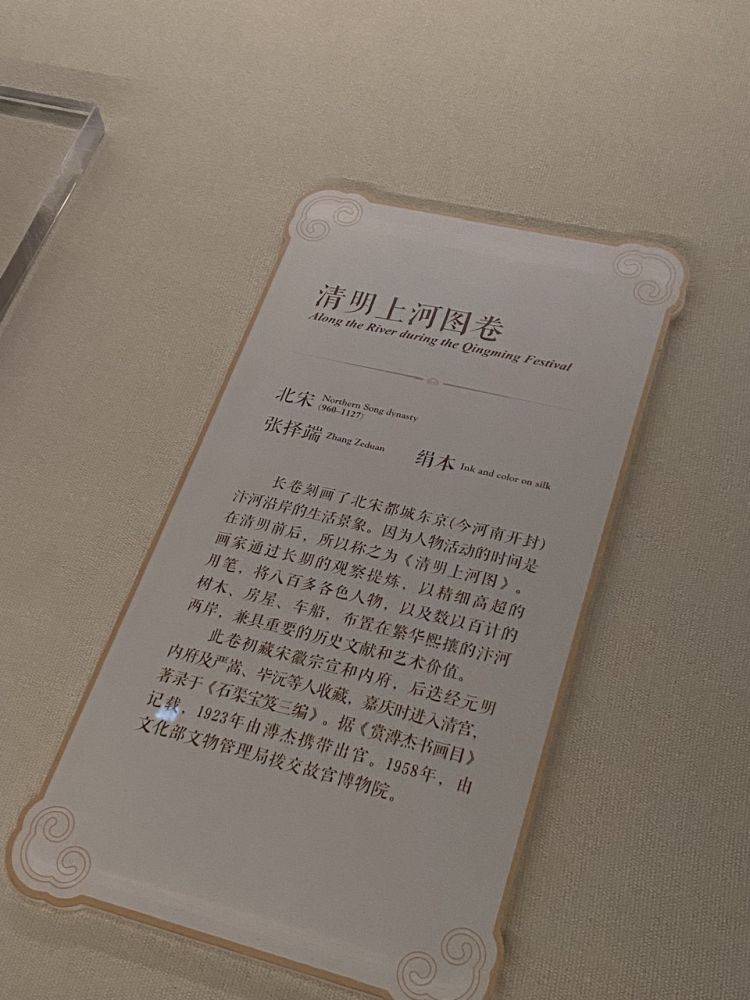 清明上河图卷
Along the River during the Qingming Festival
北宋 Northern Song dynasty
(960–1127)
张择端 Zhang Zeduan
绢本 Ink and color on silk
长卷刻画了北宋都城东京(今河南开封)
汴河沿岸的生活景象。因为人物活动的时间是
在清明前后，所以称之为《清明上河图》。
画家通过长期的观察提炼，以精细高超的
用笔，将八百多各色人物，以及数以百计的
树木、房屋、车船，布置在繁华熙攘的汴河
两岸，兼具重要的历史文献和艺术价值。
此卷初藏宋徽宗宣和内府，后迭经元明
内府及严嵩、毕沅等人收藏，嘉庆时进入清宫，
著录于《石渠宝笈三编》。据《赏溥杰书画目》
记载，1923年由溥杰携带出宫。1958年，由
文化部文物管理局拨交故宫博物院。